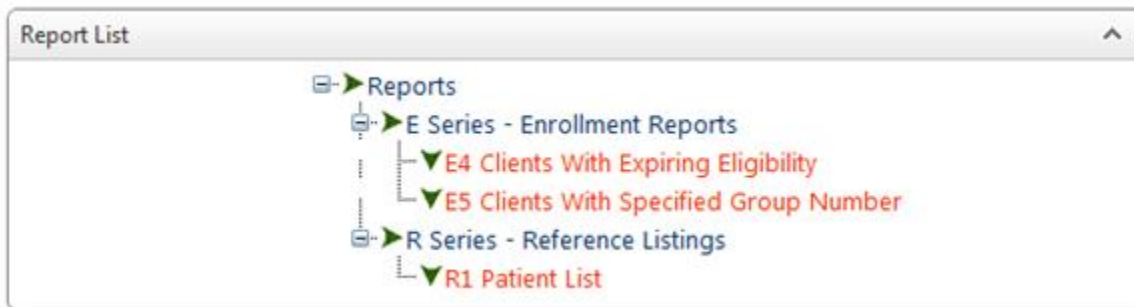 Report List
Reports
E Series - Enrollment Reports
E4 Clients With Expiring Eligibility
E5 Clients With Specified Group Number
R Series - Reference Listings
R1 Patient List